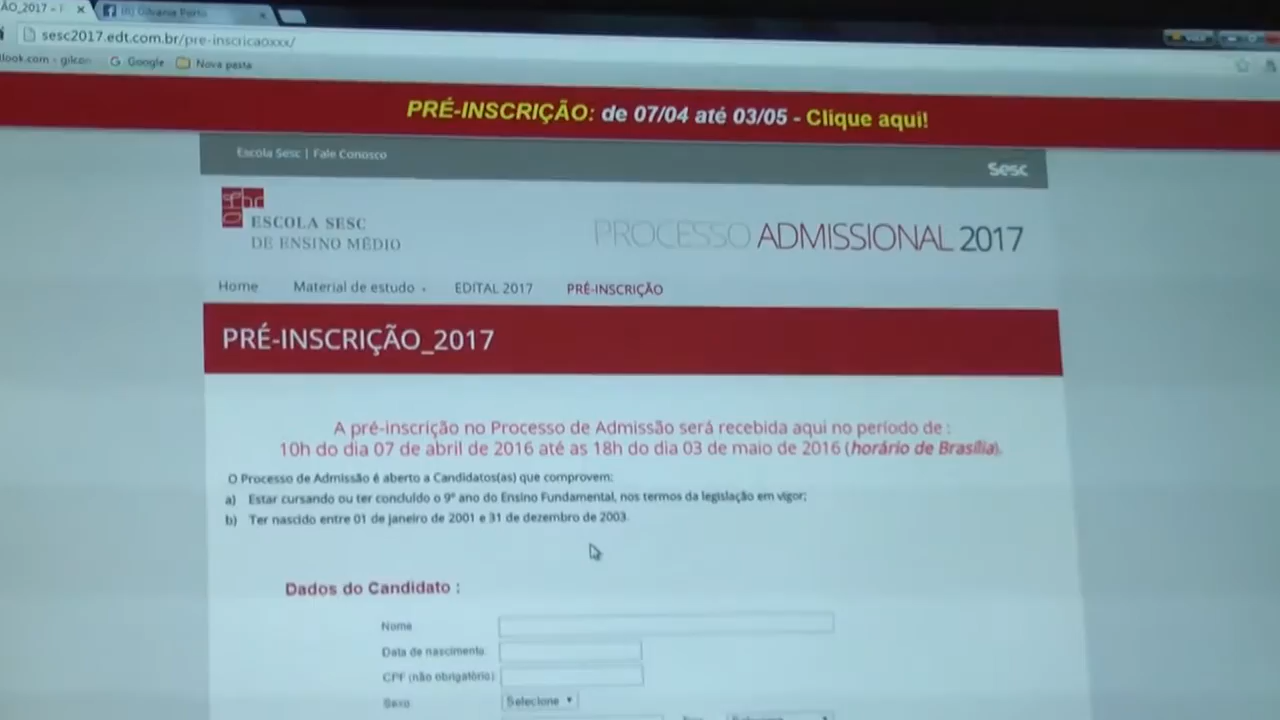 ÃO_2017 -
sesc2017.edt.com.br/pre-inscricaoxxx/
Google Nova pasta
PRÉ-INSCRIÇÃO: de 07/04 até 03/05 - Clique aqui!
Escola Sesc | Fale Conosco
Sesc
ESCOLA SESC
DE ENSINO MÉDIO
PROCESSO ADMISSIONAL 2017
Home Material de estudo EDITAL 2017 PRÉ-INSCRIÇÃO
PRÉ-INSCRIÇÃO_2017
A pré-inscrição no Processo de Admissão será recebida aqui no período de :
10h do dia 07 de abril de 2016 até as 18h do dia 03 de maio de 2016 (horário de Brasília).
O Processo de Admissão é aberto a Candidatos(as) que comprovem:
a) Estar cursando ou ter concluído o 9º ano do Ensino Fundamental, nos termos da legislação em vigor;
b) Ter nascido entre 01 de janeiro de 2001 e 31 de dezembro de 2003.
Dados do Candidato :
Nome
Data de nascimento
CPF (não obrigatório)
Sexo Selecione